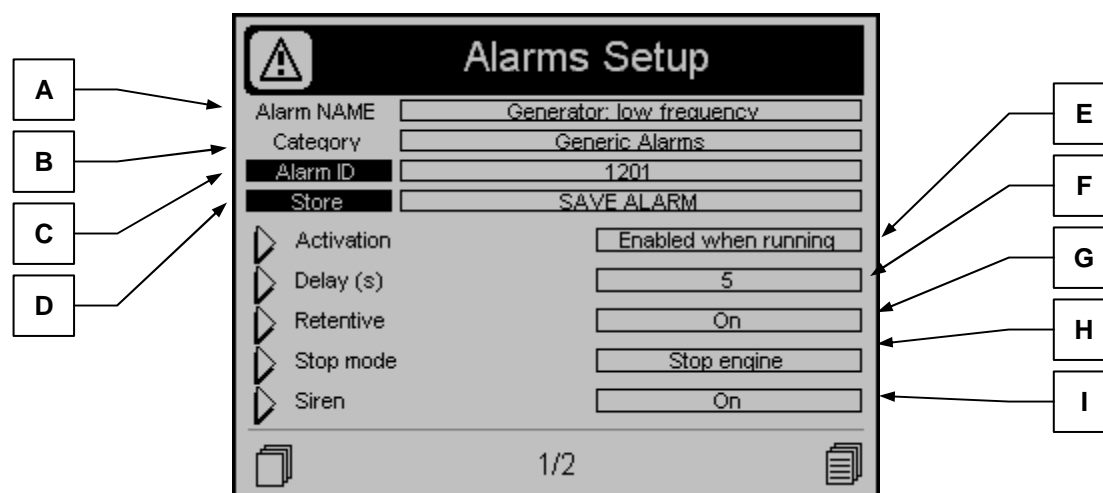 Alarms Setup
A
Alarm NAME Generator: low frequency
B
Category Generic Alarms
E
Alarm ID 1201
F
Store SAVE ALARM
C
Activation Enabled when running
G
Delay (s) 5
D
Retentive On
H
Stop mode Stop engine
Siren On
I
1/2